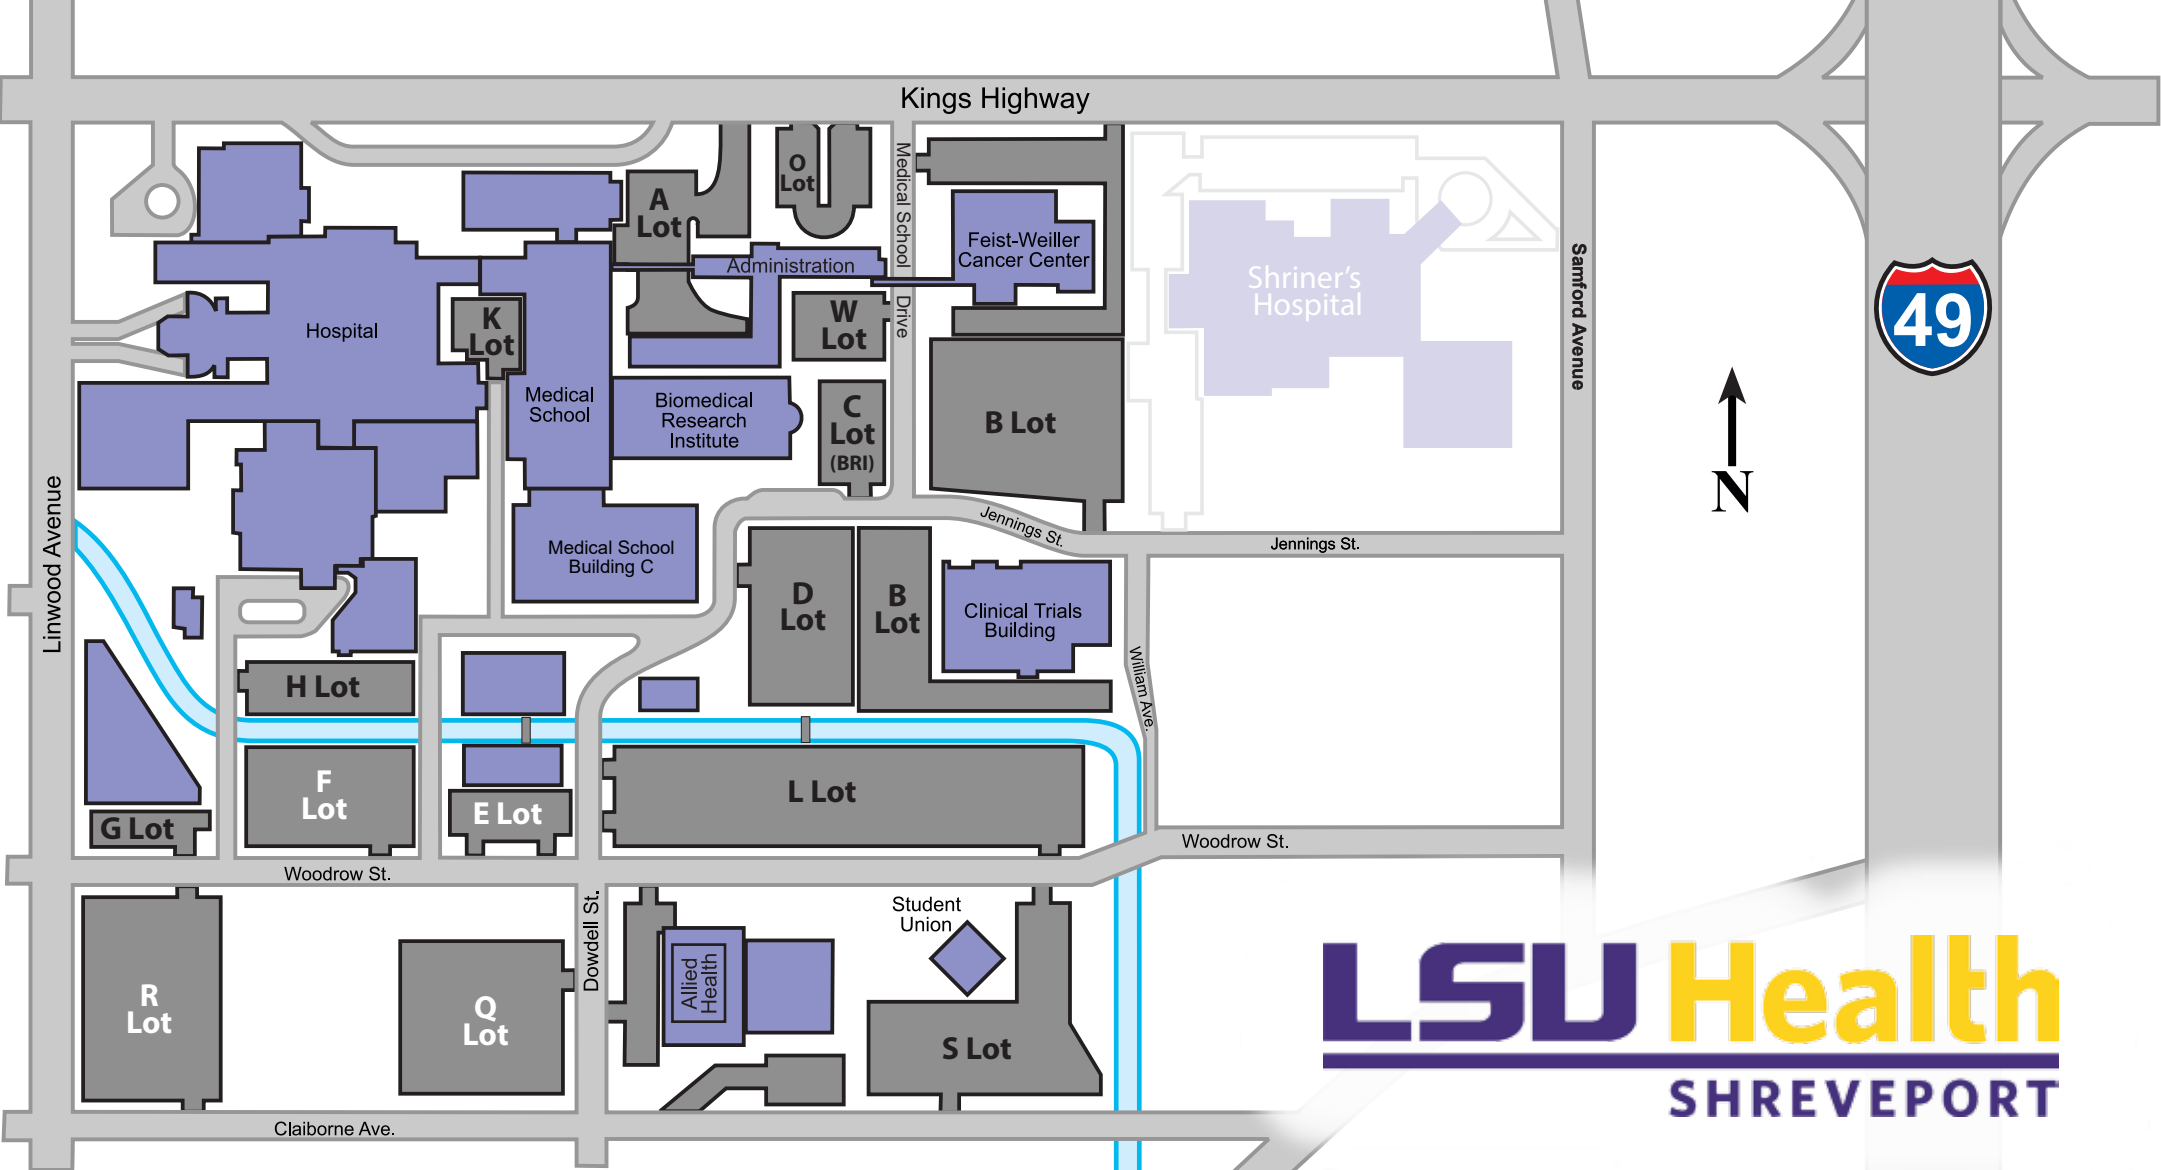 Kings Highway
O
Lot
A
Lot
Medical School
Drive
Feist-Weiller
Cancer Center
Administration
Shriner's
Hospital
Samford Avenue
49
Hospital
K
Lot
W
Lot
Medical
School
Biomedical
Research
Institute
C
Lot
(BRI)
B Lot
N
Linwood Avenue
Jennings St.
Jennings St.
Medical School
Building C
D
Lot
B
Lot
Clinical Trials
Building
William Ave.
H Lot
F
Lot
E Lot
L Lot
G Lot
Woodrow St.
Woodrow St.
Dowdell St.
Student
Union
Allied
Health
R
Lot
Q
Lot
S Lot
Claiborne Ave.
LSU Health
SHREVEPORT